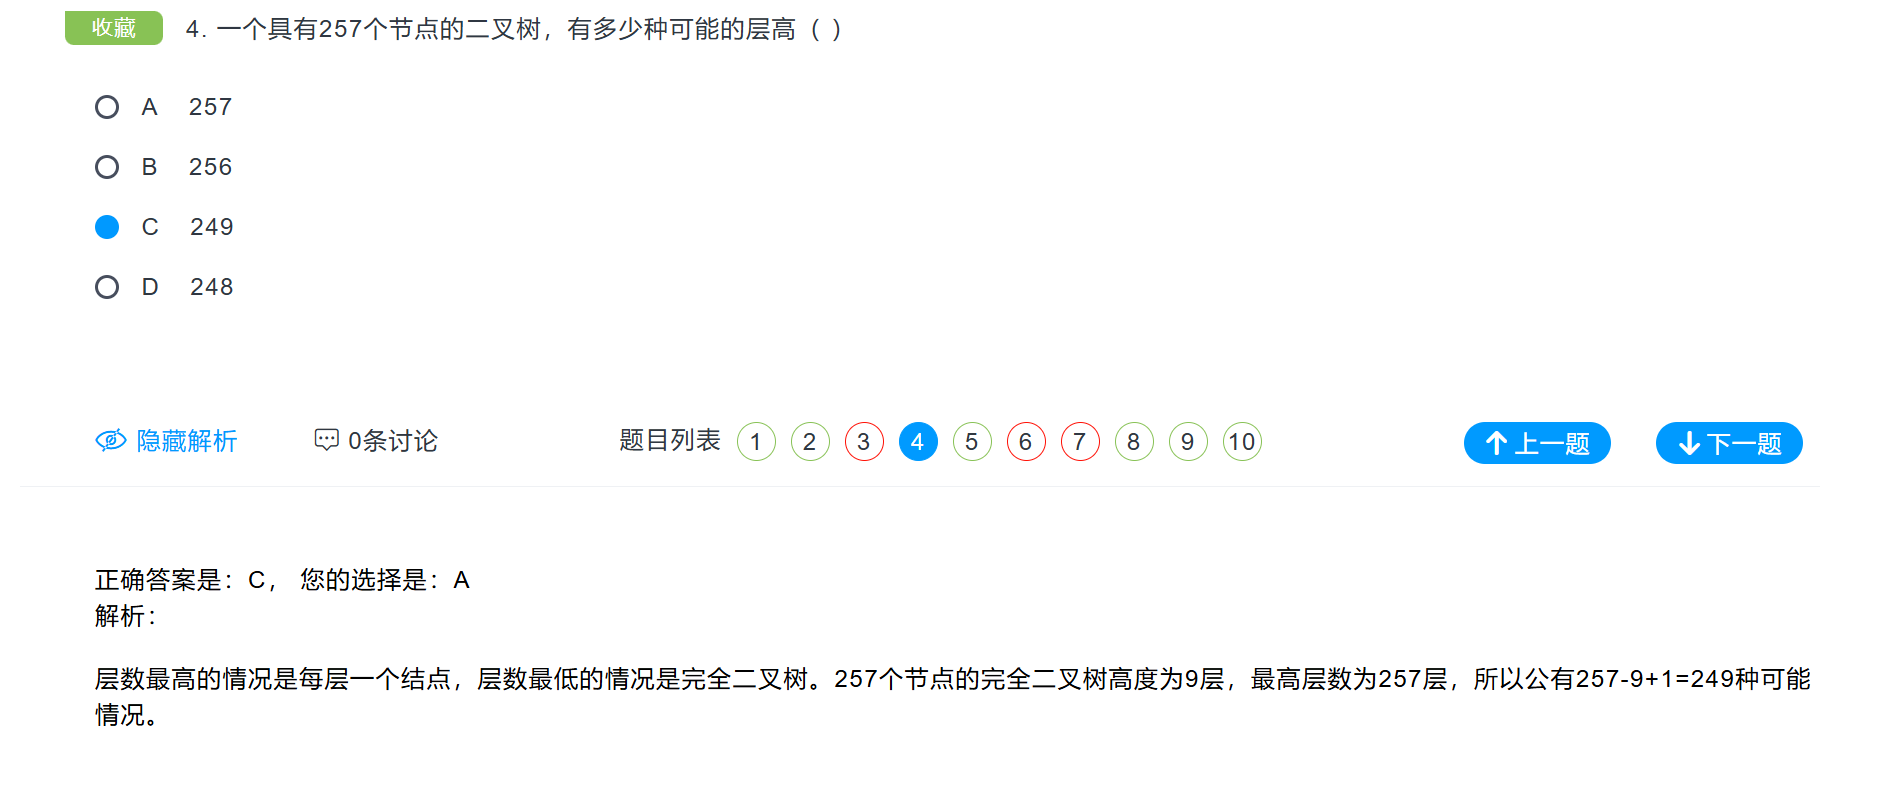 收藏 4. 一个具有257个节点的二叉树，有多少种可能的层高（ ）
A 257
B 256
C 249
D 248
隐藏解析 0条讨论 题目列表 1 2 3 4 5 6 7 8 9 10 上一题 下一题
正确答案是：C， 您的选择是：A
解析：
层数最高的情况是每层一个结点，层数最低的情况是完全二叉树。257个节点的完全二叉树高度为9层，最高层数为257层，所以公有257-9+1=249种可能
情况。